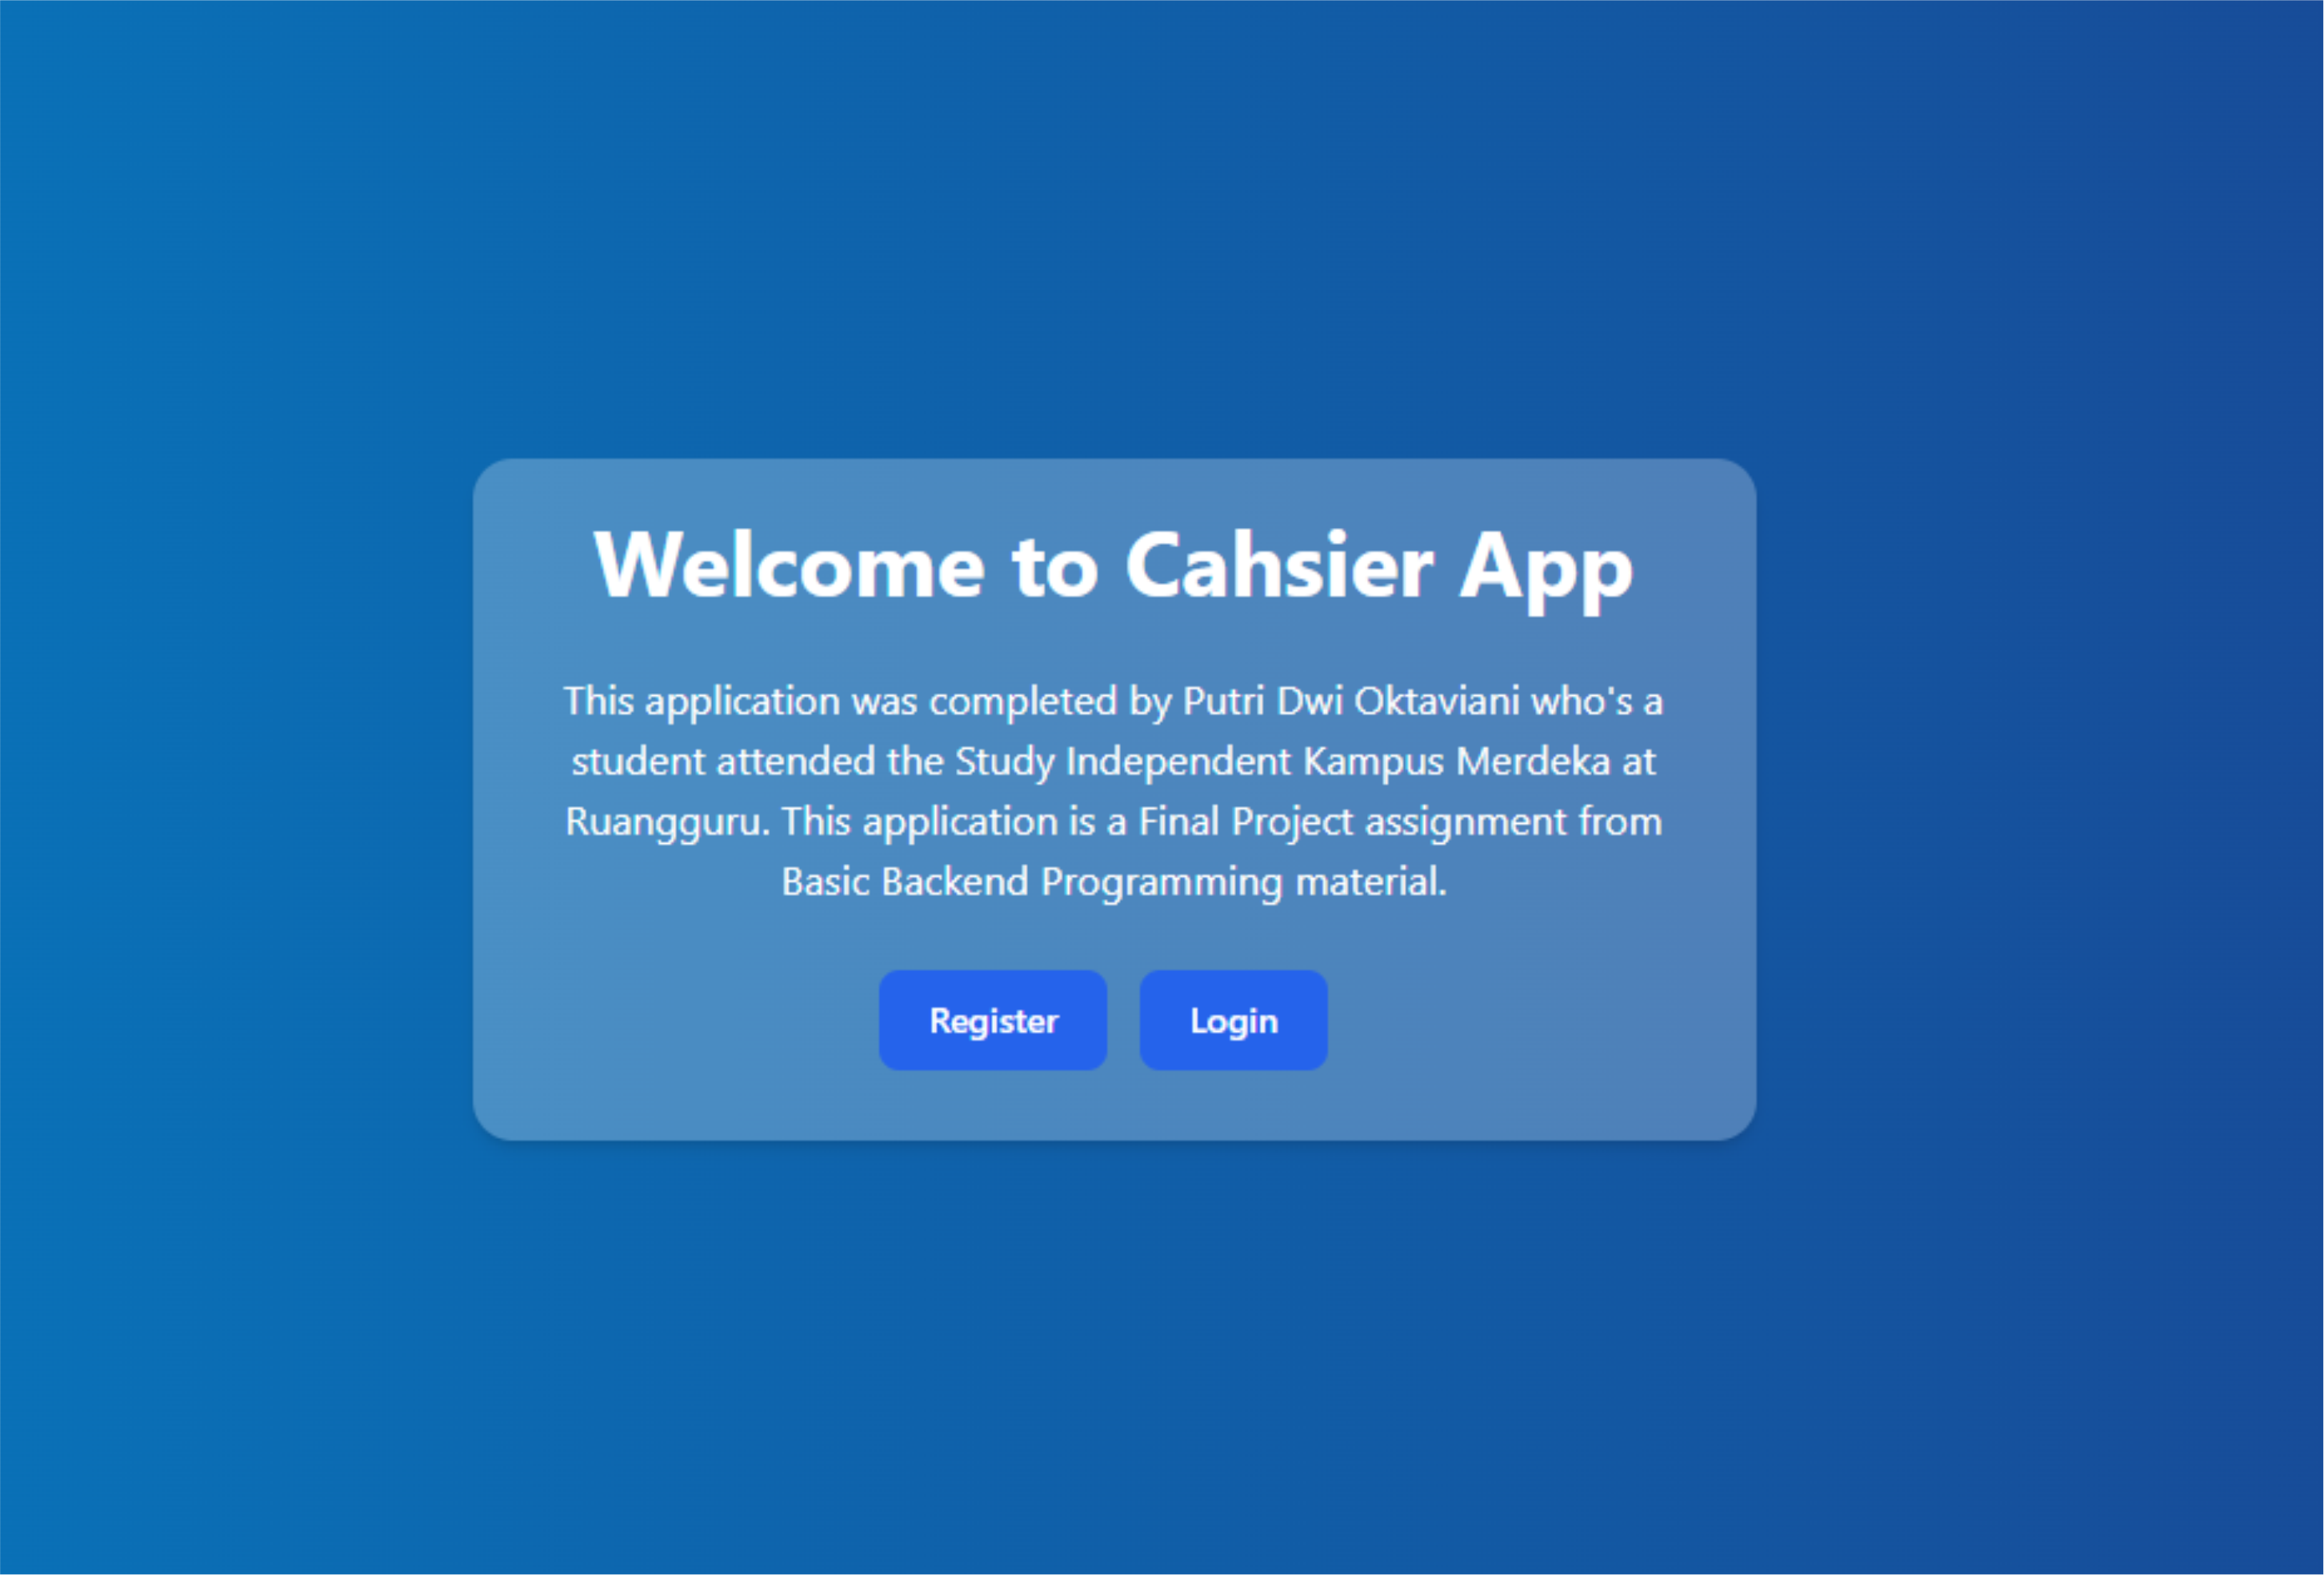 Welcome to Cahsier App
This application was completed by Putri Dwi Oktaviani who's a
student attended the Study Independent Kampus Merdeka at
Ruangguru. This application is a Final Project assignment from
Basic Backend Programming material.
Register Login